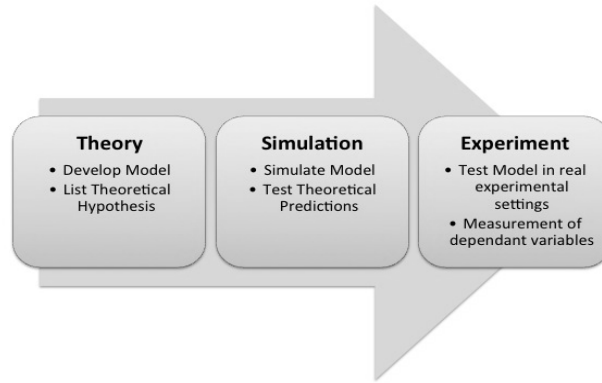 Theory
• Develop Model
• List Theoretical
Hypothesis
Simulation
• Simulate Model
• Test Theoretical
Predictions
Experiment
• Test Model in real
experimental
settings
• Measurement of
dependant variables